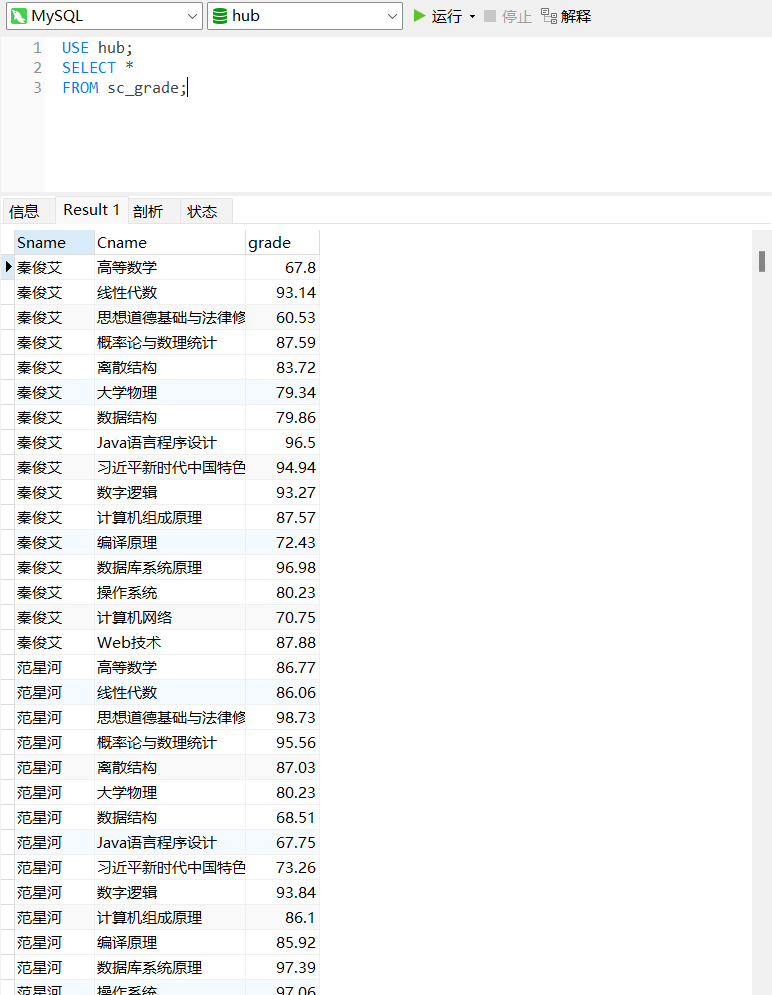 MySQL hub 运行 停止 解释
1 USE hub;
2 SELECT *
3 FROM sc_grade;
信息 Result 1 剖析 状态
Sname Cname grade
秦俊艾 高等数学 67.8
秦俊艾 线性代数 93.14
秦俊艾 思想道德基础与法律修 60.53
秦俊艾 概率论与数理统计 87.59
秦俊艾 离散结构 83.72
秦俊艾 大学物理 79.34
秦俊艾 数据结构 79.86
秦俊艾 Java语言程序设计 96.5
秦俊艾 习近平新时代中国特色 94.94
秦俊艾 数字逻辑 93.27
秦俊艾 计算机组成原理 87.57
秦俊艾 编译原理 72.43
秦俊艾 数据库系统原理 96.98
秦俊艾 操作系统 80.23
秦俊艾 计算机网络 70.75
秦俊艾 Web技术 87.88
范星河 高等数学 86.77
范星河 线性代数 86.06
范星河 思想道德基础与法律修 98.73
范星河 概率论与数理统计 95.56
范星河 离散结构 87.03
范星河 大学物理 80.23
范星河 数据结构 68.51
范星河 Java语言程序设计 67.75
范星河 习近平新时代中国特色 73.26
范星河 数字逻辑 93.84
范星河 计算机组成原理 86.1
范星河 编译原理 85.92
范星河 数据库系统原理 97.39
范星河 操作系统 97.06